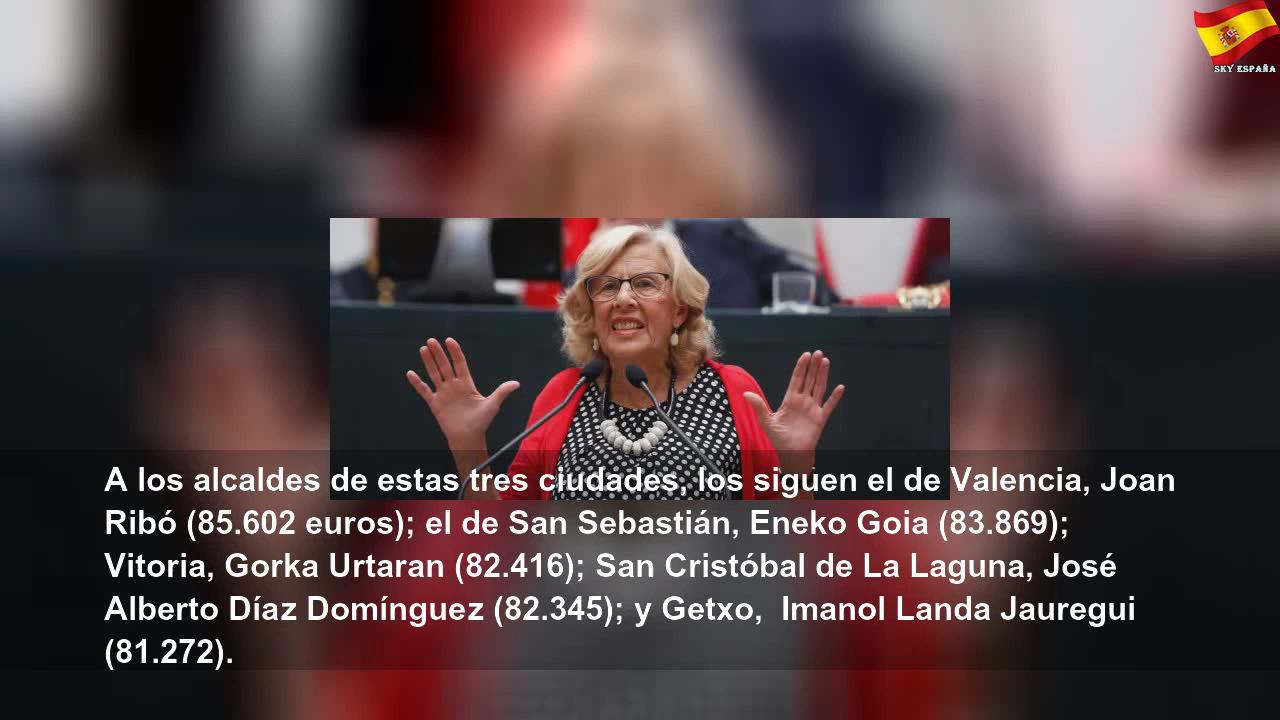 SKY ESPAÑA
A los alcaldes de estas tres ciudades, los siguen el de Valencia, Joan
Ribó (85.602 euros); el de San Sebastián, Eneko Goia (83.869);
Vitoria, Gorka Urtaran (82.416); San Cristóbal de La Laguna, José
Alberto Díaz Domínguez (82.345); y Getxo,  Imanol Landa Jauregui
(81.272).